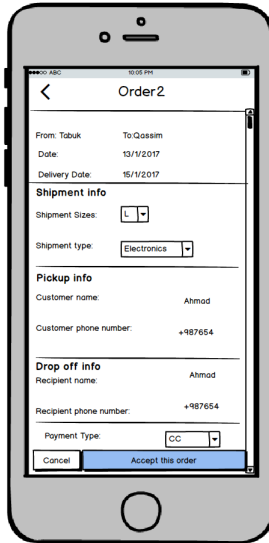 ABC 10:05 PM
Order2
From: Tabuk To:Qassim
Date: 13/1/2017
Delivery Date: 15/1/2017
Shipment info
Shipment Sizes: L
Shipment type: Electronics
Pickup info
Customer name: Ahmad
Customer phone number: +987654
Drop off info
Recipient name: Ahmad
Recipient phone number: +987654
Payment Type: CC
Cancel Accept this order